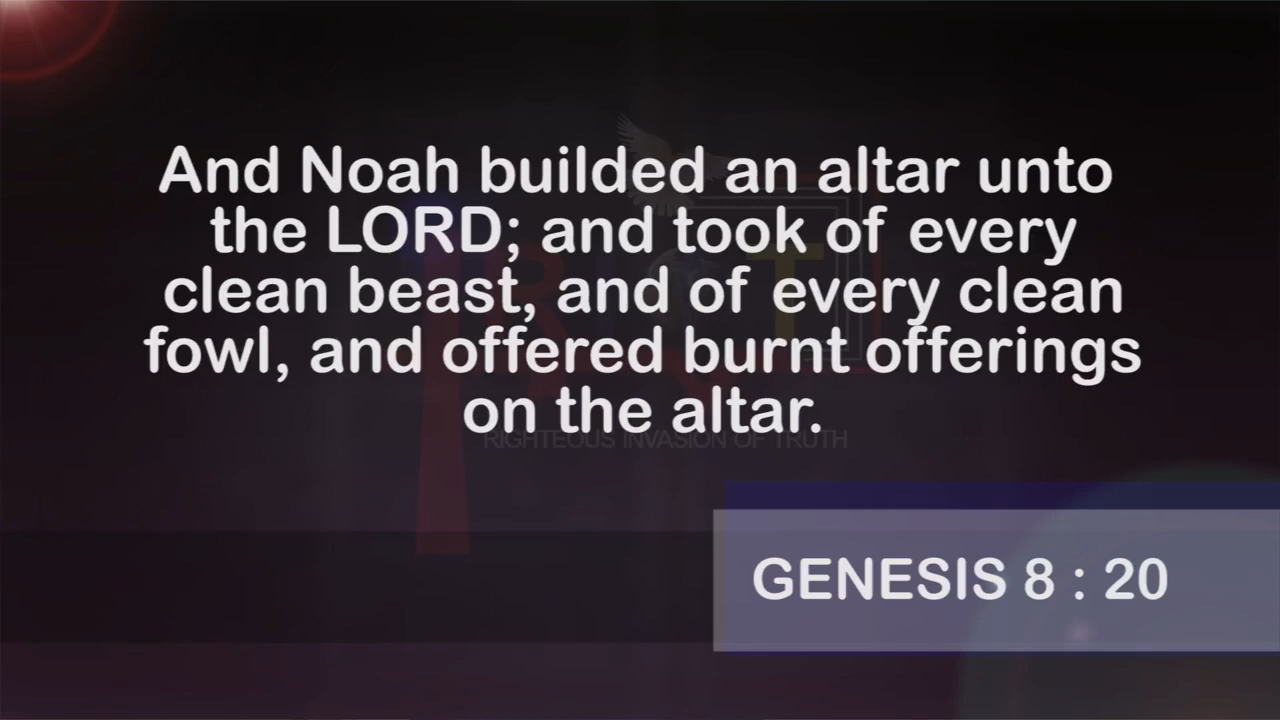 And Noah builded an altar unto
the LORD; and took of every
clean beast, and of every clean
fowl, and offered burnt offerings
on the altar.
RIGHTEOUS INVASION OF TRUTH
GENESIS 8 : 20